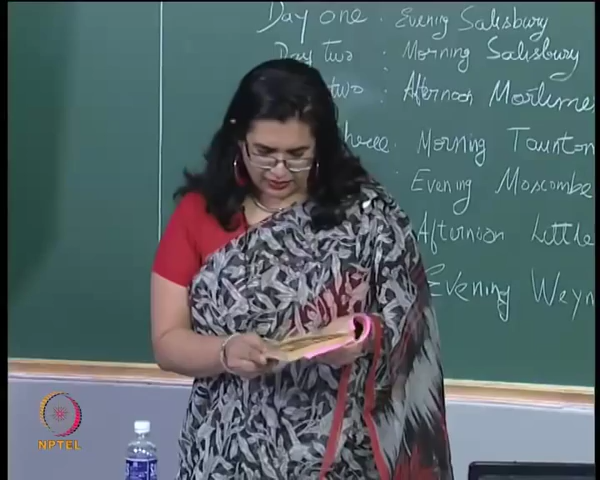 Day one . Evening Salisbury
Day Two . Morning Salisbury
two . Afternoon Mortime
Morning Taunton
. Evening Moscombe
Afternoon Little
Evening Weyn
NPTEL